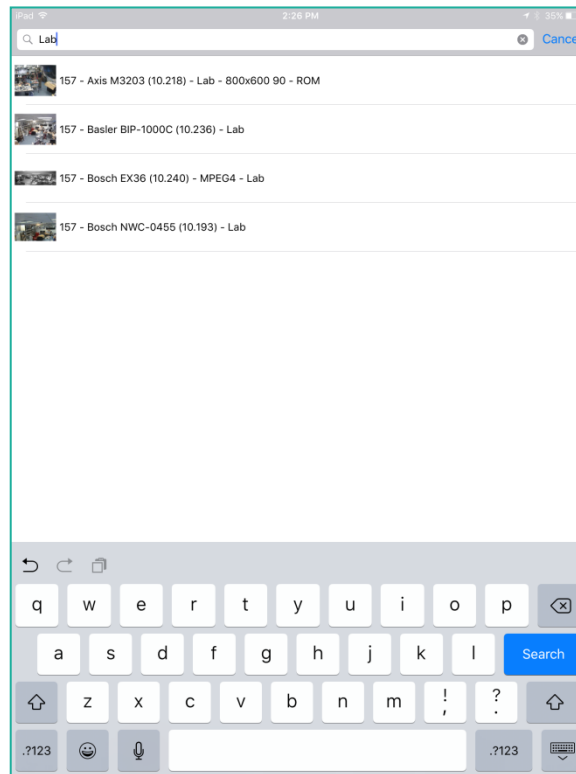 iPad 2:26 PM 35%
Lab Cance
157 - Axis M3203 (10.218) - Lab - 800x600 90 - ROM
157 - Basler BIP-1000C (10.236) - Lab
157 - Bosch EX36 (10.240) - MPEG4 - Lab
157 - Bosch NWC-0455 (10.193) - Lab
q w e r t y u i o p
a s d f g h j k l Search
z x c v b n m ! , ? .
.?123 .?123